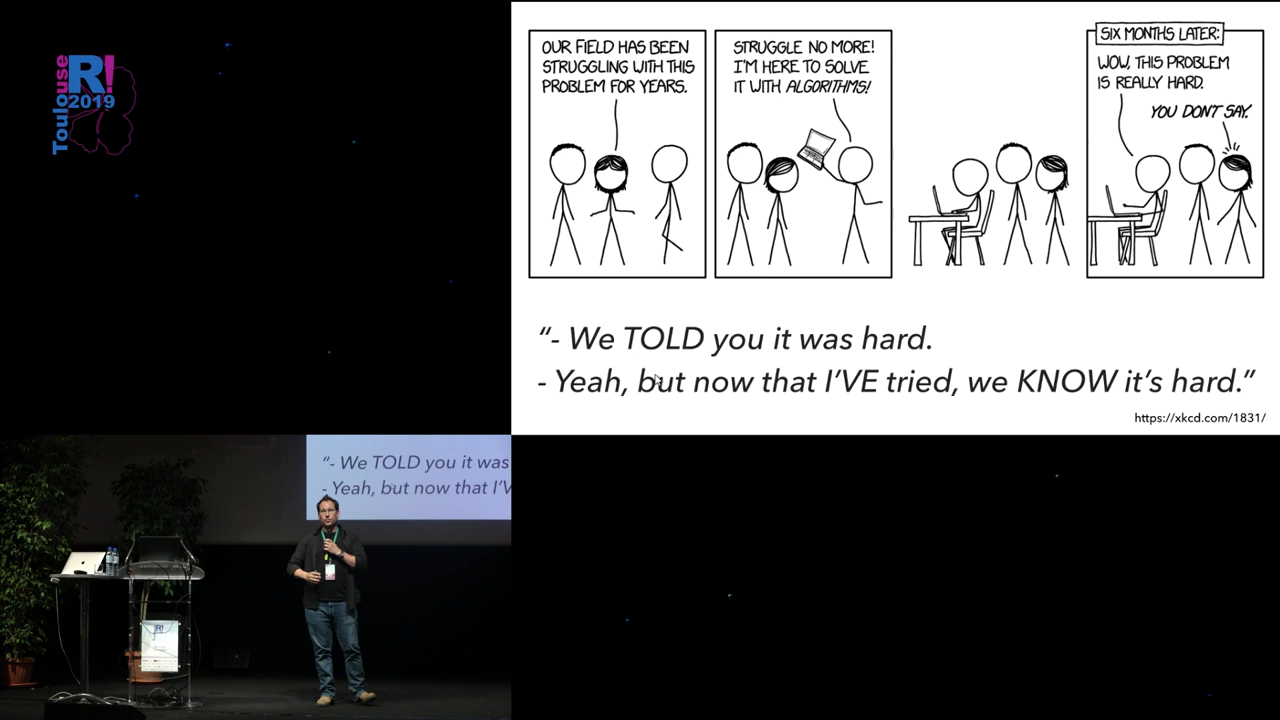 Toulouse
R!
2019
OUR FIELD HAS BEEN
STRUGGLING WITH THIS
PROBLEM FOR YEARS.
STRUGGLE NO MORE!
I'M HERE TO SOLVE
IT WITH ALGORITHMS!
SIX MONTHS LATER:
WOW, THIS PROBLEM
IS REALLY HARD.
YOU DON'T SAY.
"- We TOLD you it was hard.
- Yeah, but now that I'VE tried, we KNOW it's hard."
https://xkcd.com/1831/
"- We TOLD you it was
- Yeah, but now that I'V
R!